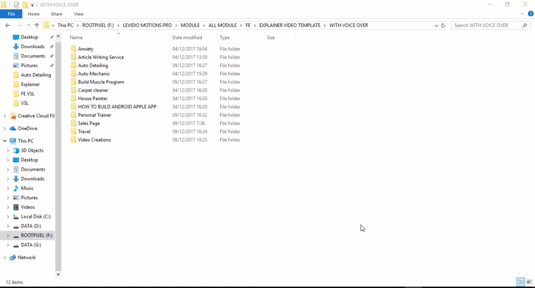 WITH VOICE OVER
File Home Share View
This PC > ROOTPIXEL (F:) > LEVIDIO MOTIONS PRO > MODULE > ALL MODULE > FE > EXPLAINER VIDEO TEMPLATE > WITH VOICE OVER
Search WITH VOICE OVER
Name Date modified Type Size
Desktop
Downloads
Documents
Pictures
Auto Detailing
Explainer
FE VSL
VSL
Creative Cloud Fil
OneDrive
This PC
3D Objects
Desktop
Documents
Downloads
Music
Pictures
Videos
Local Disk (C:)
DATA (D:)
ROOTPIXEL (F:)
DATA (G:)
Network
Anxiety 04/12/2017 18:04 File folder
Article Writing Service 04/12/2017 13:59 File folder
Auto Detailing 09/12/2017 16:37 File folder
Auto Mechanic 04/12/2017 15:29 File folder
Build Muscle Program 09/12/2017 16:27 File folder
Carpet cleaner 04/12/2017 16:20 File folder
House Painter 04/12/2017 16:20 File folder
HOW TO BUILD ANDROID APPLE APP 04/12/2017 16:20 File folder
Personal Trainer 09/12/2017 16:32 File folder
Sales Page 09/12/2017 7:36 File folder
Travel 09/12/2017 16:34 File folder
Video Creations 09/12/2017 16:23 File folder
12 items